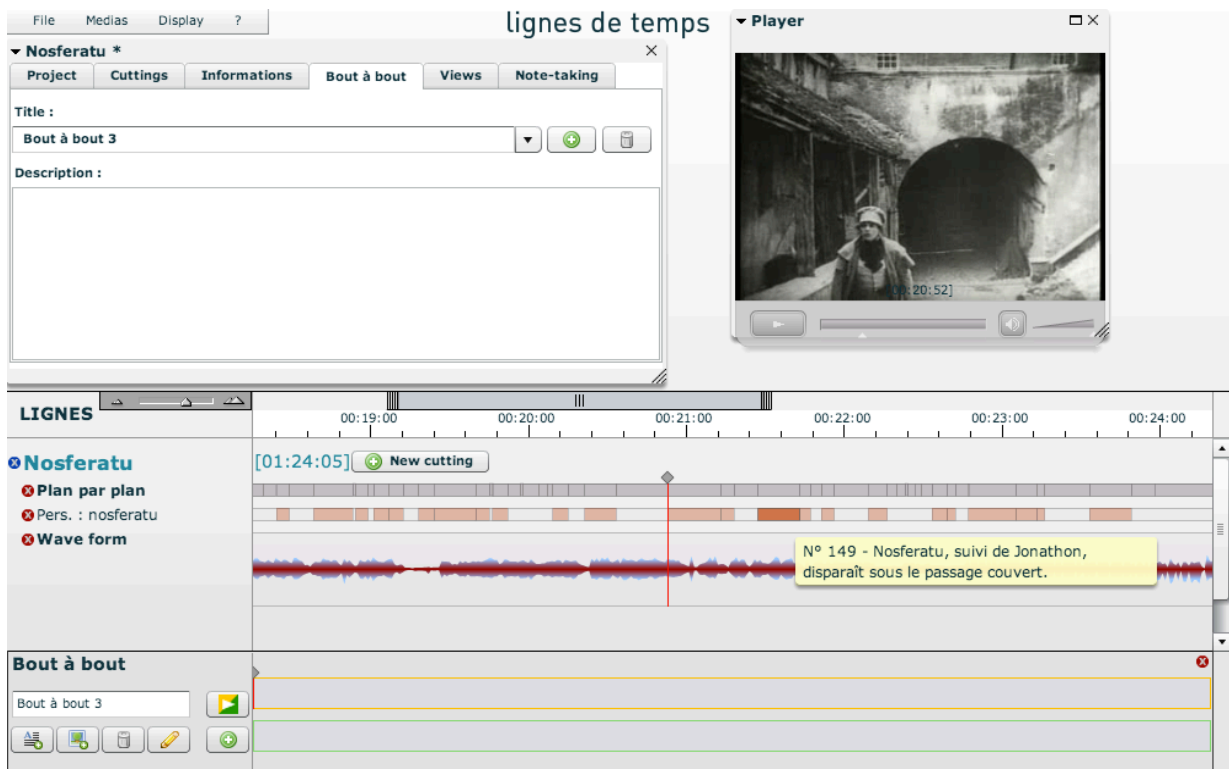 File Medias Display ?
lignes de temps
Player
Nosferatu *
Project Cuttings Informations Bout à bout Views Note-taking
Title :
Bout à bout 3
Description :
20:52]
LIGNES
00:19:00 00:20:00 00:21:00 00:22:00 00:23:00 00:24:00
Nosferatu
[01:24:05] New cutting
Plan par plan
Pers. : nosferatu
Wave form
N° 149 - Nosferatu, suivi de Jonathon,
disparaît sous le passage couvert.
Bout à bout
Bout à bout 3